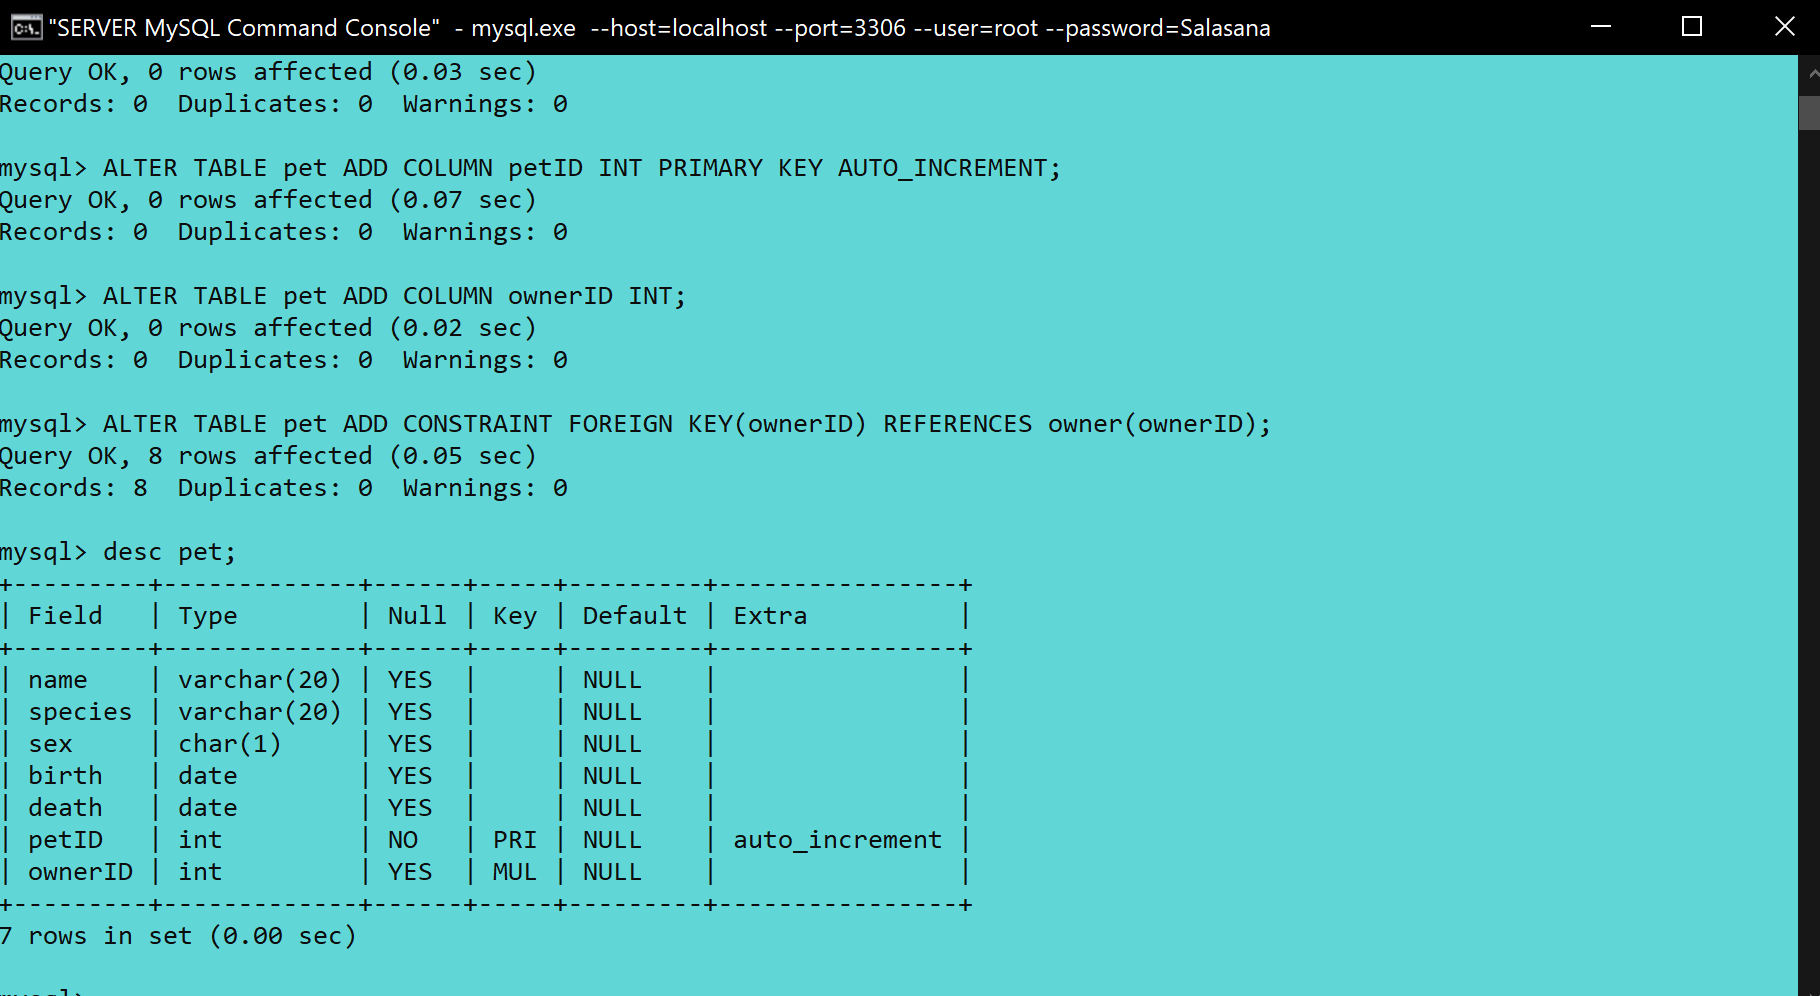 "SERVER MySQL Command Console" - mysql.exe --host=localhost --port=3306 --user=root --password=Salasana
Query OK, 0 rows affected (0.03 sec)
Records: 0  Duplicates: 0  Warnings: 0

mysql> ALTER TABLE pet ADD COLUMN petID INT PRIMARY KEY AUTO_INCREMENT;
Query OK, 0 rows affected (0.07 sec)
Records: 0  Duplicates: 0  Warnings: 0

mysql> ALTER TABLE pet ADD COLUMN ownerID INT;
Query OK, 0 rows affected (0.02 sec)
Records: 0  Duplicates: 0  Warnings: 0

mysql> ALTER TABLE pet ADD CONSTRAINT FOREIGN KEY(ownerID) REFERENCES owner(ownerID);
Query OK, 8 rows affected (0.05 sec)
Records: 8  Duplicates: 0  Warnings: 0

mysql> desc pet;
+---------+-------------+------+-----+---------+----------------+
| Field   | Type        | Null | Key | Default | Extra          |
+---------+-------------+------+-----+---------+----------------+
| name    | varchar(20) | YES  |     | NULL    |                |
| species | varchar(20) | YES  |     | NULL    |                |
| sex     | char(1)     | YES  |     | NULL    |                |
| birth   | date        | YES  |     | NULL    |                |
| death   | date        | YES  |     | NULL    |                |
| petID   | int         | NO   | PRI | NULL    | auto_increment |
| ownerID | int         | YES  | MUL | NULL    |                |
+---------+-------------+------+-----+---------+----------------+
7 rows in set (0.00 sec)

mysql>